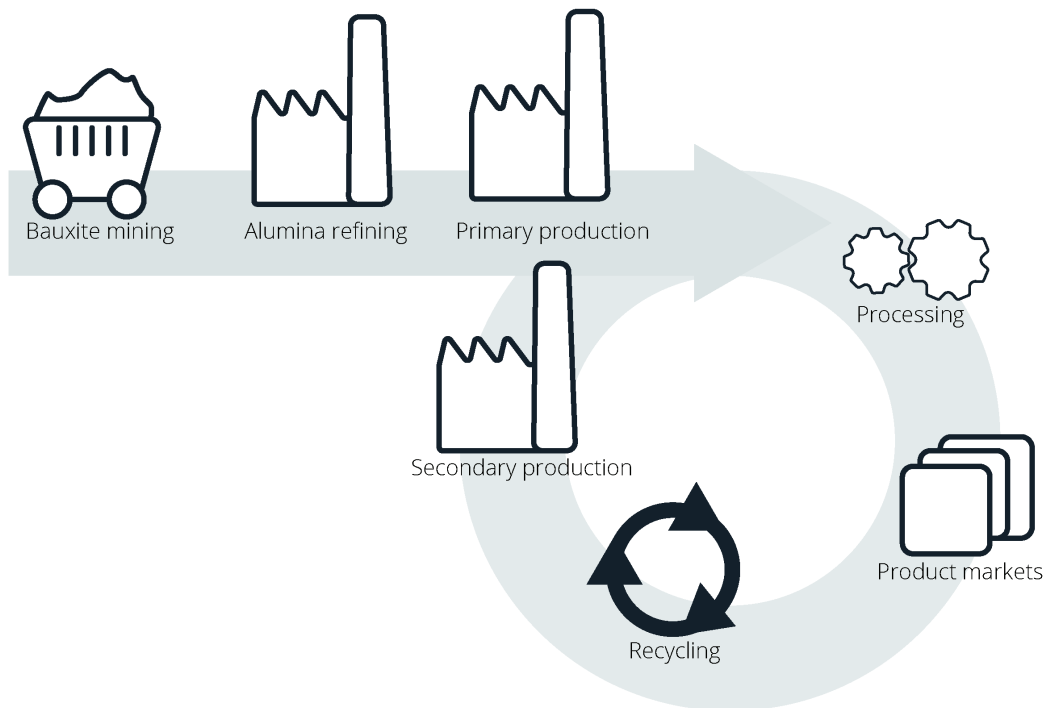 Bauxite mining
Alumina refining
Primary production
Processing
Secondary production
Product markets
Recycling